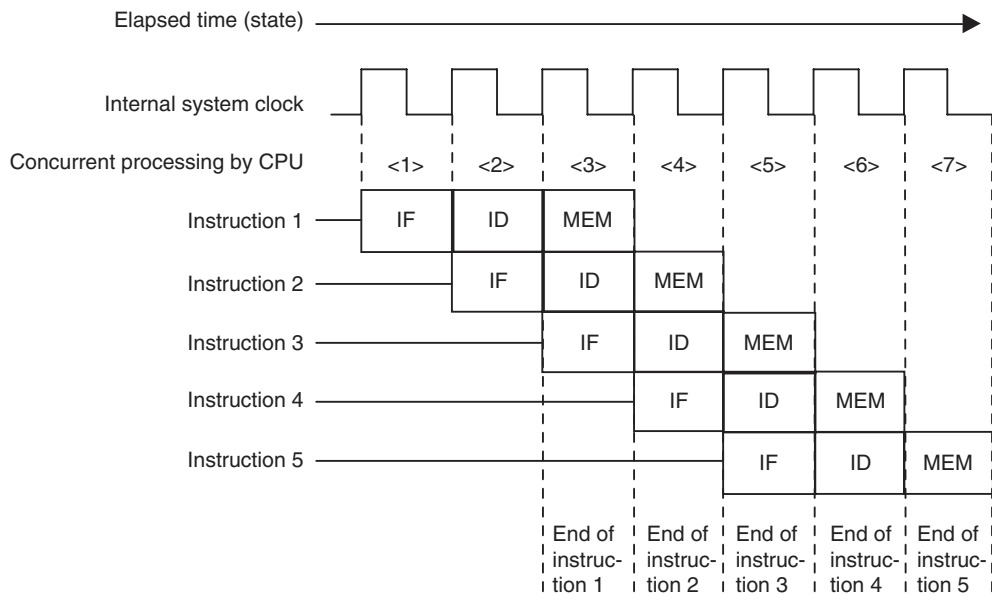 Elapsed time (state)
Internal system clock
Concurrent processing by CPU <1> <2> <3> <4> <5> <6> <7>
Instruction 1 IF ID MEM
Instruction 2 IF ID MEM
Instruction 3 IF ID MEM
Instruction 4 IF ID MEM
Instruction 5 IF ID MEM
End of End of End of End of End of
instruc- instruc- instruc- instruc- instruc-
tion 1 tion 2 tion 3 tion 4 tion 5